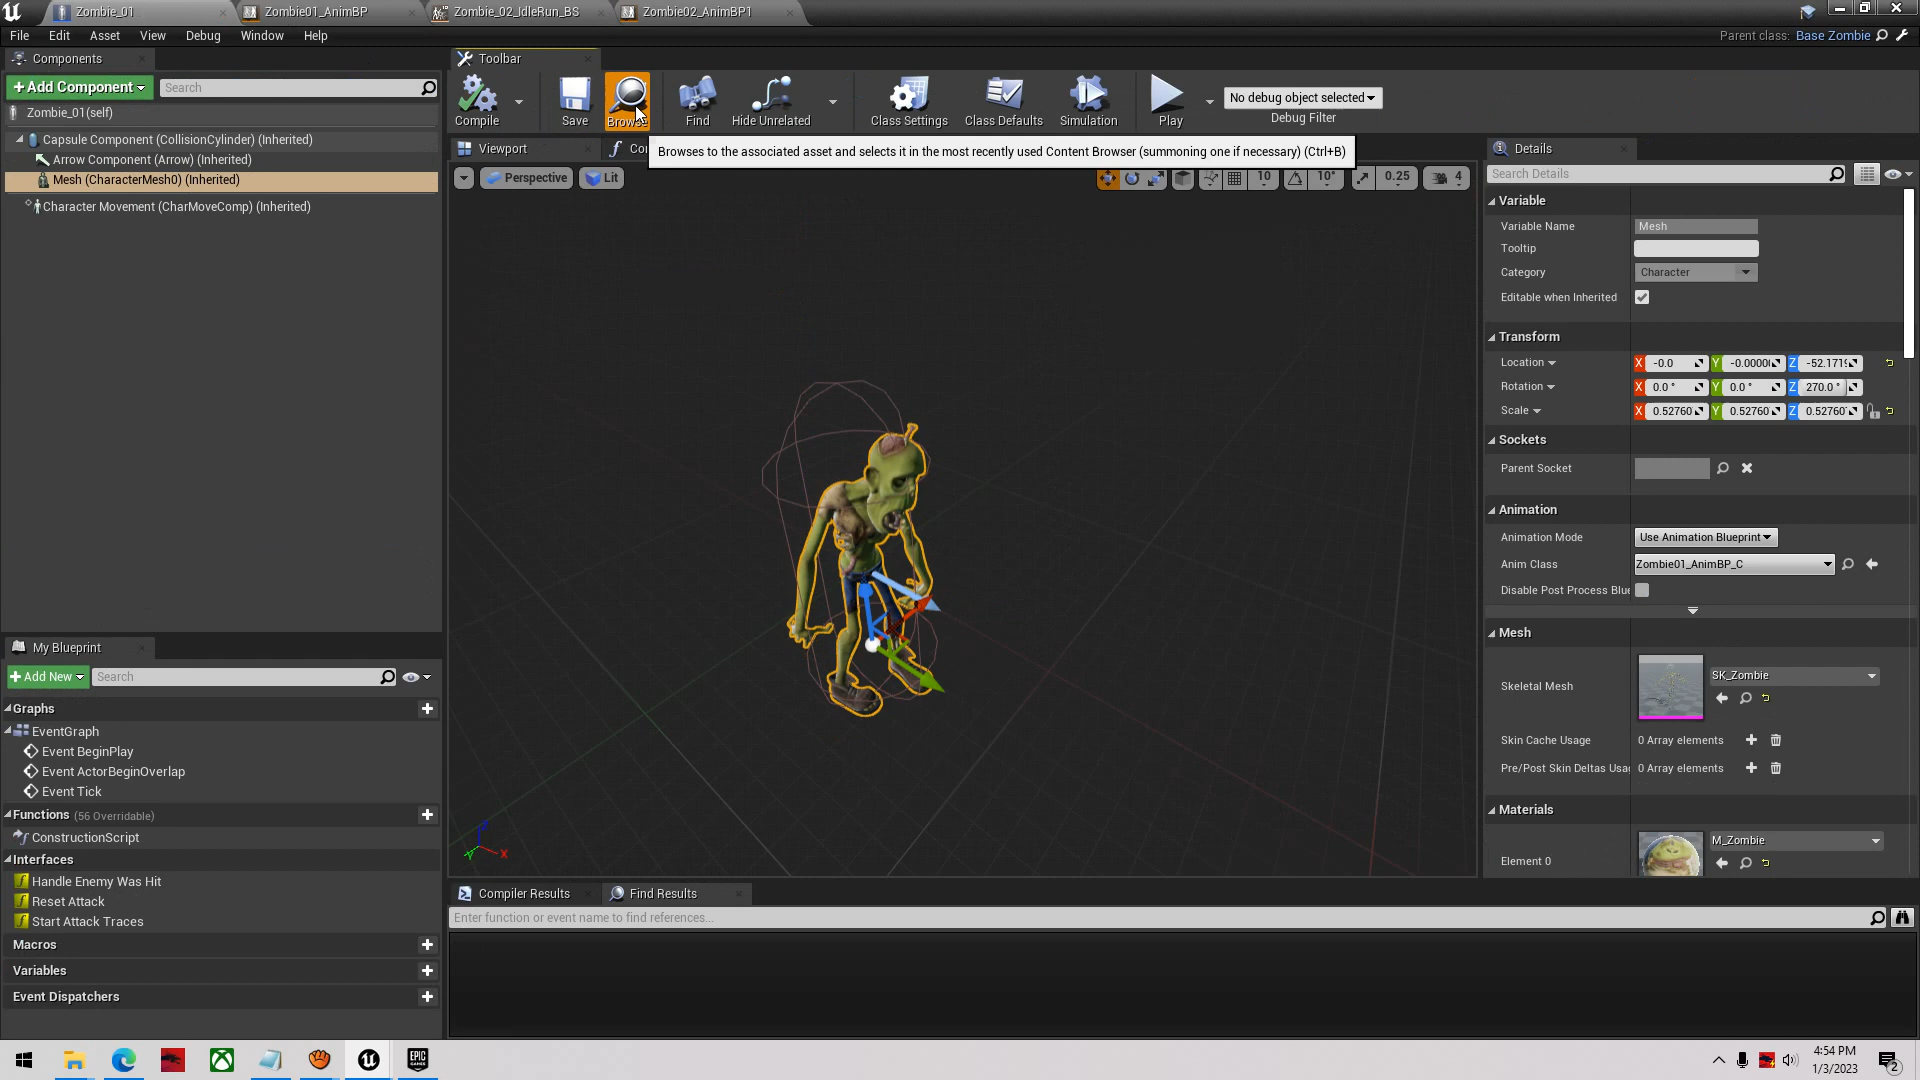 Zombie_01
Zombie01_AnimBP
Zombie_02_IdleRun_BS
Zombie02_AnimBP1
File
Edit
Asset
View
Debug
Window
Help
Parent class:
Base Zombie
Components
Toolbar
+Add Component
Search
Zombie_01(self)
Compile
Save
Browse
Find
Hide Unrelated
Class Settings
Class Defaults
Simulation
Play
No debug object selected
Debug Filter
Capsule Component (CollisionCylinder) (Inherited)
Arrow Component (Arrow) (Inherited)
Mesh (CharacterMesh0) (Inherited)
Character Movement (CharMoveComp) (Inherited)
Viewport
Browses to the associated asset and selects it in the most recently used Content Browser (summoning one if necessary) (Ctrl+B)
Perspective
Lit
10
10°
0.25
4
Details
Search Details
Variable
Variable Name
Mesh
Tooltip
Category
Character
Editable when Inherited
Transform
Location
X -0.0
Y -0.0000
Z -52.171
Rotation
X 0.0 °
Y 0.0 °
Z 270.0 °
Scale
X 0.52760
Y 0.52760
Z 0.52760
Sockets
Parent Socket
Animation
Animation Mode
Use Animation Blueprint
Anim Class
Zombie01_AnimBP_C
Disable Post Process Blue
Mesh
Skeletal Mesh
SK_Zombie
Skin Cache Usage
0 Array elements
Pre/Post Skin Deltas Usa
0 Array elements
Materials
Element 0
M_Zombie
My Blueprint
+Add New
Search
Graphs
EventGraph
Event BeginPlay
Event ActorBeginOverlap
Event Tick
Functions (56 Overridable)
ConstructionScript
Interfaces
Handle Enemy Was Hit
Reset Attack
Start Attack Traces
Macros
Variables
Event Dispatchers
Z
Y
X
Compiler Results
Find Results
Enter function or event name to find references...
EPIC
GAMES
4:54 PM
1/3/2023
2